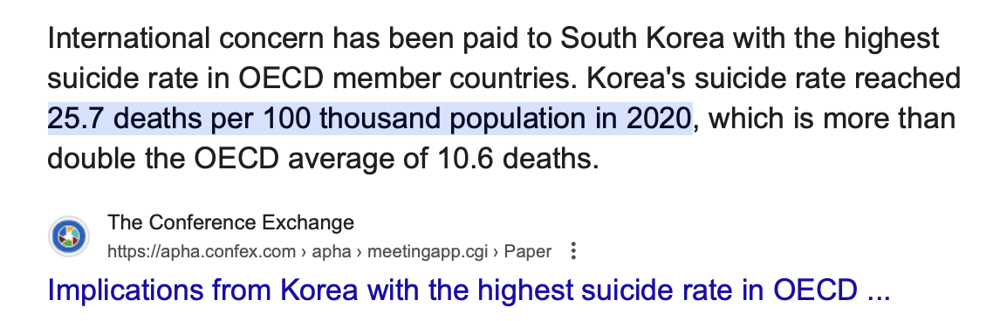 International concern has been paid to South Korea with the highest
suicide rate in OECD member countries. Korea's suicide rate reached
25.7 deaths per 100 thousand population in 2020, which is more than
double the OECD average of 10.6 deaths.
The Conference Exchange
https://apha.confex.com › apha › meetingapp.cgi › Paper
Implications from Korea with the highest suicide rate in OECD ...